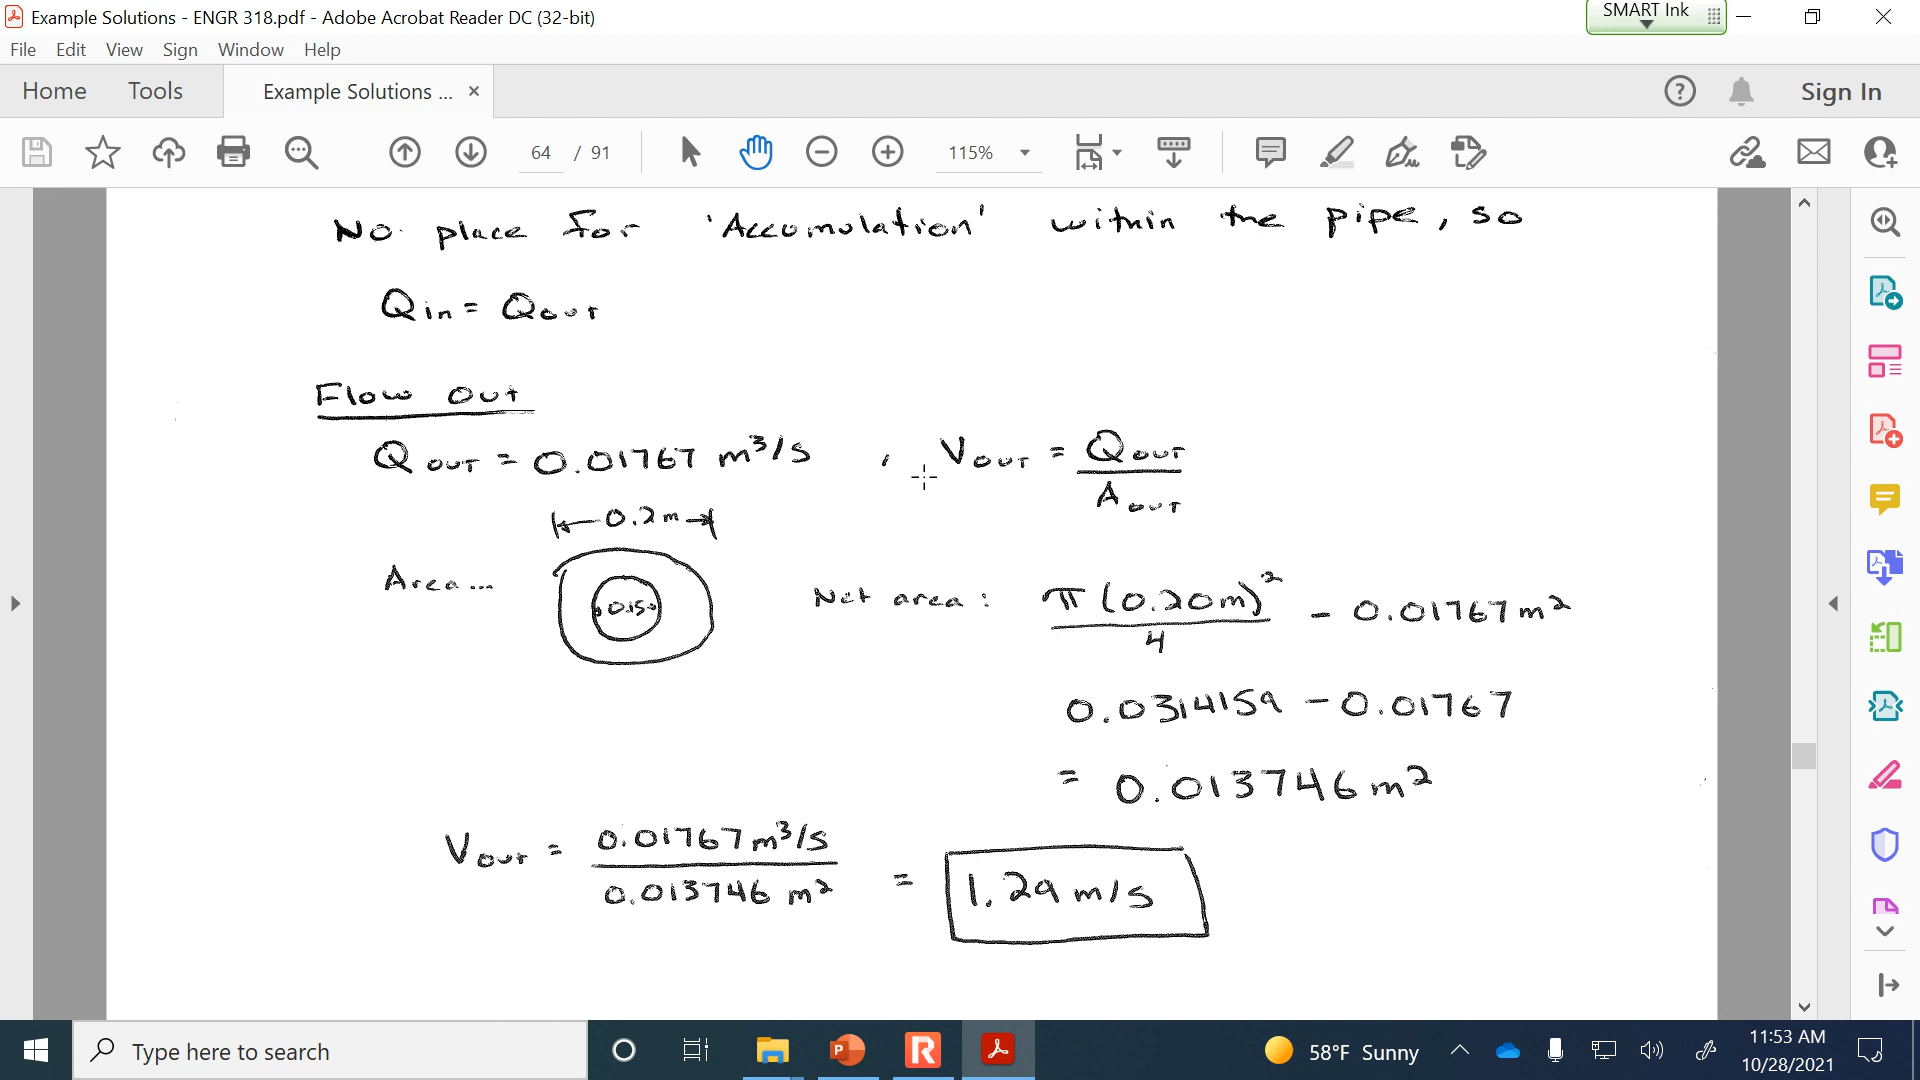 Example Solutions - ENGR 318.pdf - Adobe Acrobat Reader DC (32-bit)
SMART Ink
File Edit View Sign Window Help
Home Tools Example Solutions ... × Sign In
64 / 91 115%
No place for 'Accumulation' within the pipe, so
Qin = Qout
Flow Out
Qout = 0.01767 m³/s , Vout = Qout / Aout
0.2m
Area... 0.150 Net area: π(0.20m)² / 4 - 0.01767m²
0.0314159 - 0.01767
= 0.013746 m²
Vout = 0.01767 m³/s / 0.013746 m² = 1.29 m/s
Type here to search
58°F Sunny
11:53 AM
10/28/2021